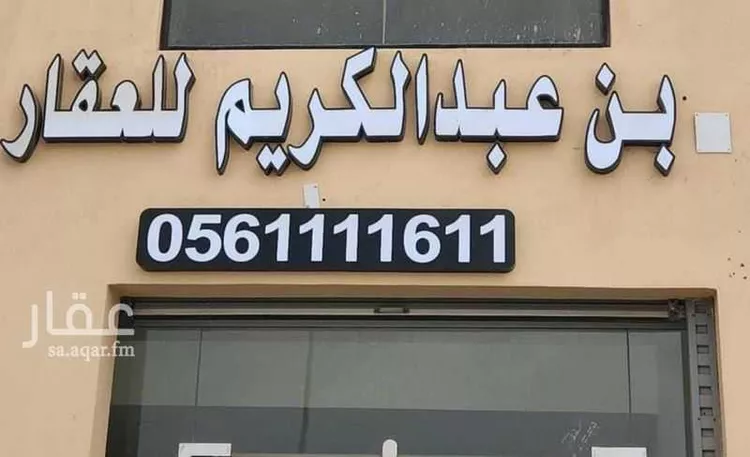 بن عبدالكريم للعقار
0561111611
عقار
sa.aqar.fm